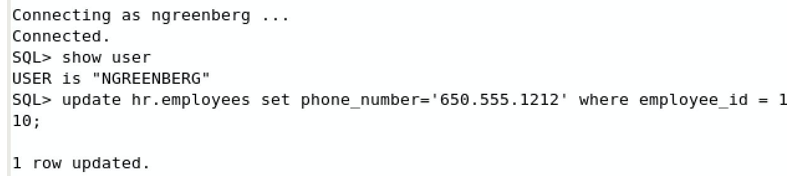 Connecting as ngreenberg ...
Connected.
SQL> show user
USER is "NGREENBERG"
SQL> update hr.employees set phone_number='650.555.1212' where employee_id = 1
10;
1 row updated.